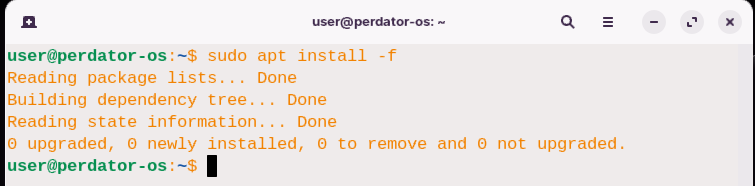 user@perdator-os: ~
user@perdator-os:~$ sudo apt install -f
Reading package lists... Done
Building dependency tree... Done
Reading state information... Done
0 upgraded, 0 newly installed, 0 to remove and 0 not upgraded.
user@perdator-os:~$